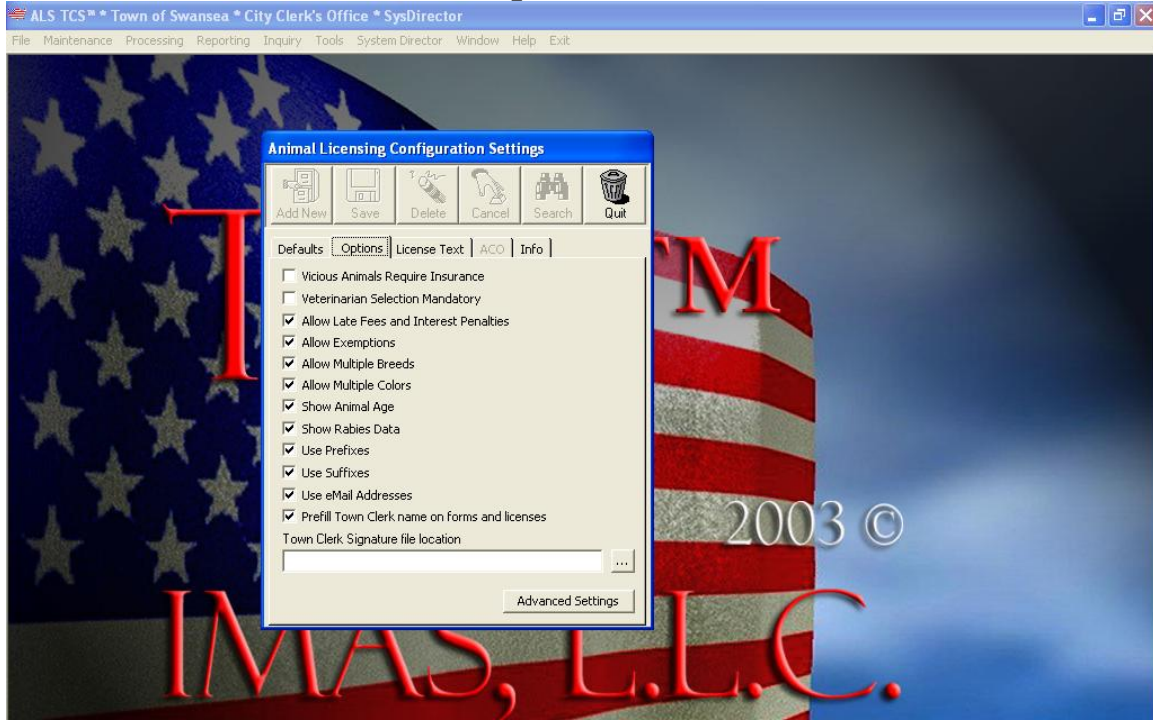 ALS TCS™ * Town of Swansea * City Clerk's Office * SysDirector
File Maintenance Processing Reporting Inquiry Tools System Director Window Help Exit
Animal Licensing Configuration Settings
Add New Save Delete Cancel Search Quit
Defaults Options License Text ACO Info
Vicious Animals Require Insurance
Veterinarian Selection Mandatory
Allow Late Fees and Interest Penalties
Allow Exemptions
Allow Multiple Breeds
Allow Multiple Colors
Show Animal Age
Show Rabies Data
Use Prefixes
Use Suffixes
Use eMail Addresses
Prefill Town Clerk name on forms and licenses
Town Clerk Signature file location
...
Advanced Settings
T TM
2003 ©
IMAS, L.L.C.